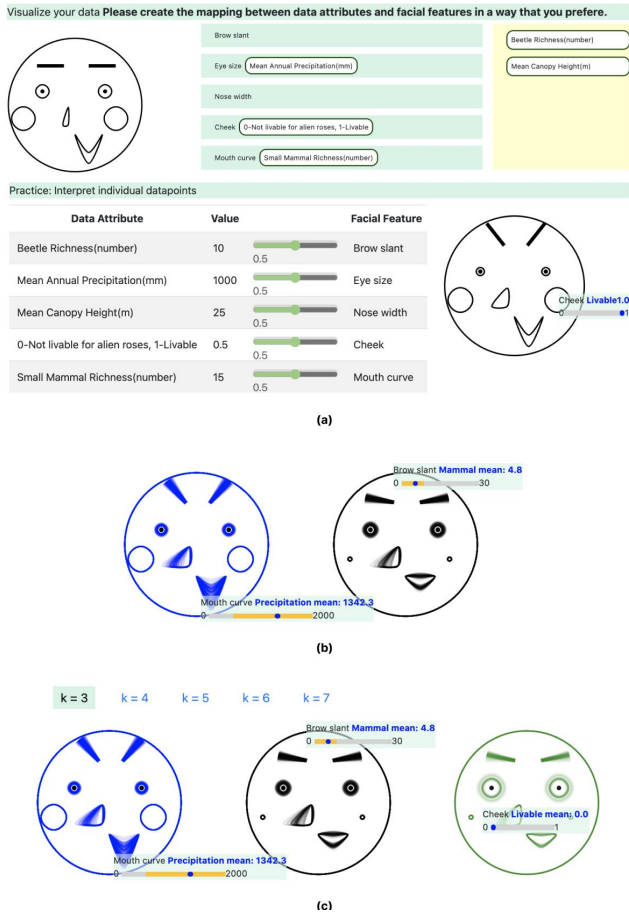 Visualize your data Please create the mapping between data attributes and facial features in a way that you prefere.
Brow slant
Eye size Mean Annual Precipitation(mm)
Nose width
Cheek 0-Not livable for alien roses, 1-Livable
Mouth curve Small Mammal Richness(number)
Beetle Richness(number)
Mean Canopy Height(m)
Practice: Interpret individual datapoints
Data Attribute Value Facial Feature
Beetle Richness(number) 10 0.5 Brow slant
Mean Annual Precipitation(mm) 1000 0.5 Eye size
Mean Canopy Height(m) 25 0.5 Nose width
0-Not livable for alien roses, 1-Livable 0.5 0.5 Cheek
Small Mammal Richness(number) 15 0.5 Mouth curve
Cheek Livable1.0
0 1
(a)
Brow slant Mammal mean: 4.8
0 30
Mouth curve Precipitation mean: 1342.3
0 2000
(b)
k = 3 k = 4 k = 5 k = 6 k = 7
Brow slant Mammal mean: 4.8
0 30
Cheek Livable mean: 0.0
0 1
Mouth curve Precipitation mean: 1342.3
0 2000
(c)